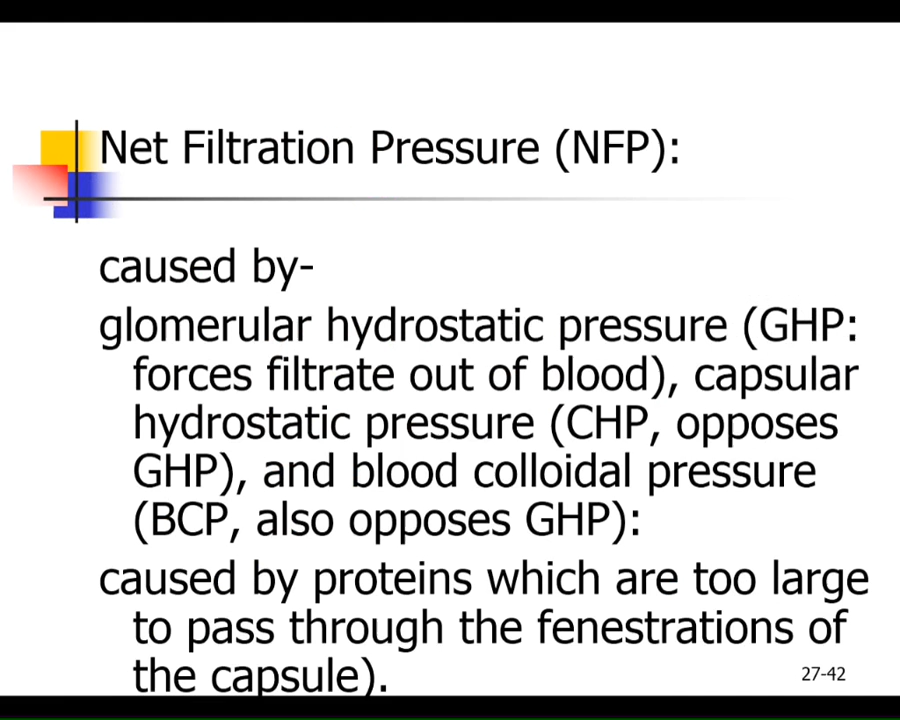 Net Filtration Pressure (NFP):
caused by-
glomerular hydrostatic pressure (GHP:
forces filtrate out of blood), capsular
hydrostatic pressure (CHP, opposes
GHP), and blood colloidal pressure
(BCP, also opposes GHP):
caused by proteins which are too large
to pass through the fenestrations of
the capsule).
27-42